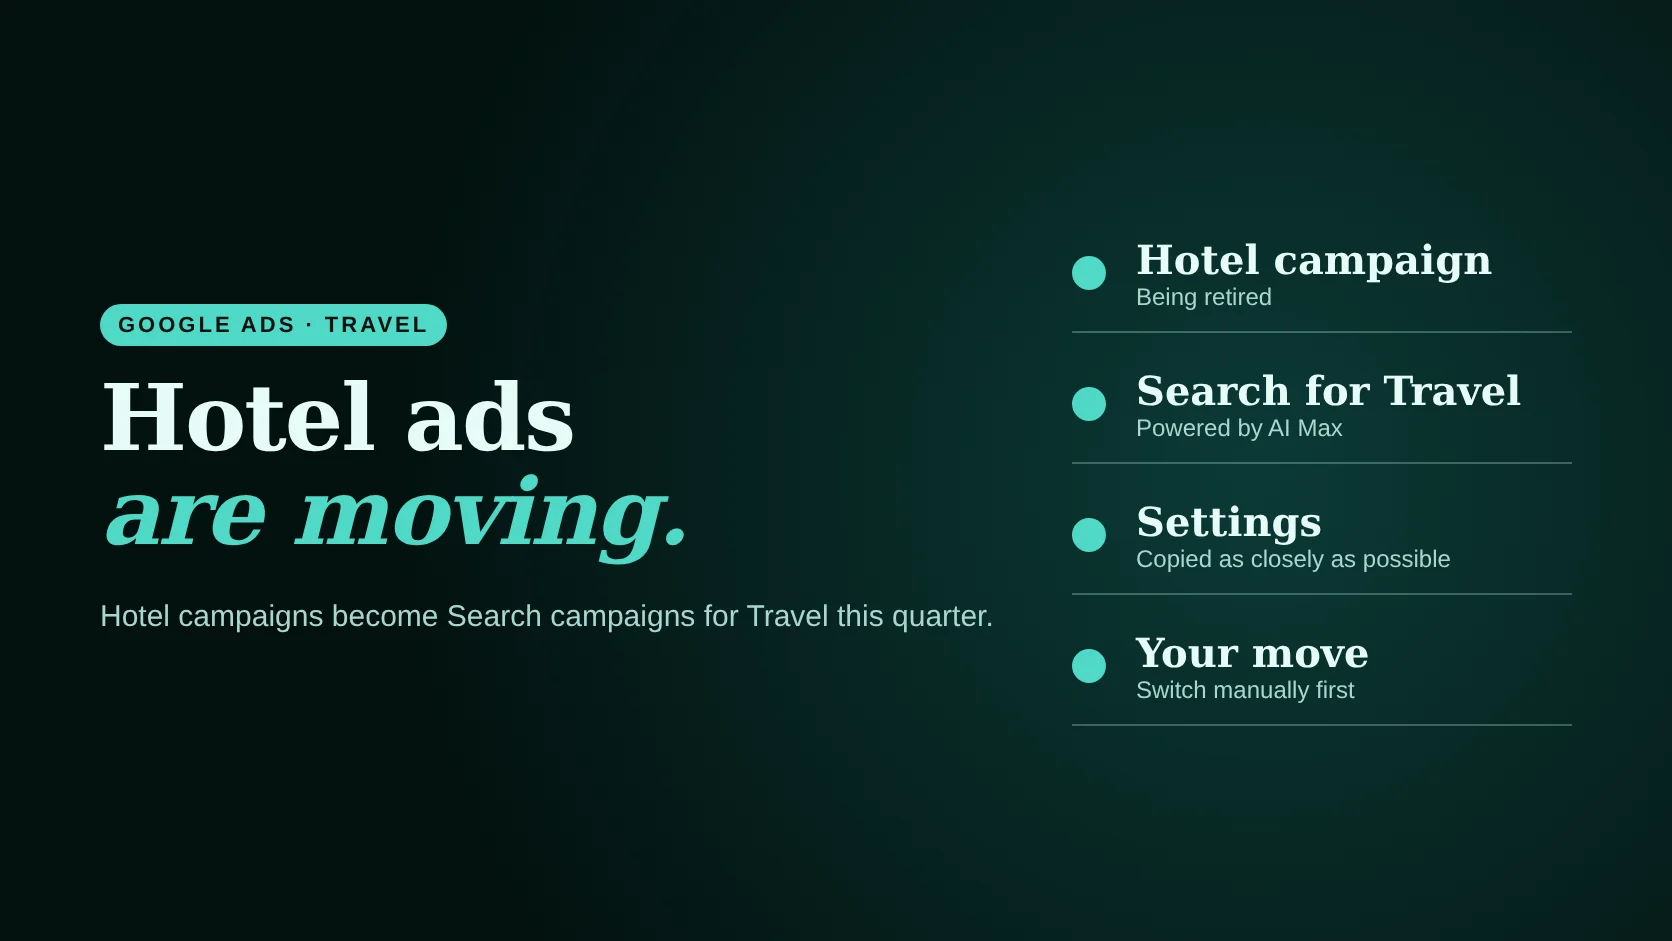 GOOGLE ADS · TRAVEL
Hotel ads
are moving.
Hotel campaigns become Search campaigns for Travel this quarter.
Hotel campaign
Being retired
Search for Travel
Powered by AI Max
Settings
Copied as closely as possible
Your move
Switch manually first